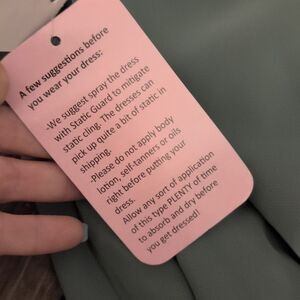 A few suggestions before
you wear your dress:
-We suggest spray the dress
with Static Guard to mitigate
static cling. The dresses can
pick up quite a bit of static in
shipping.
-Please do not apply body
lotion, self-tanners or oils
right before putting your
dress.
Allow any sort of application
of this type PLENTY of time
to absorb and dry before
you get dressed!